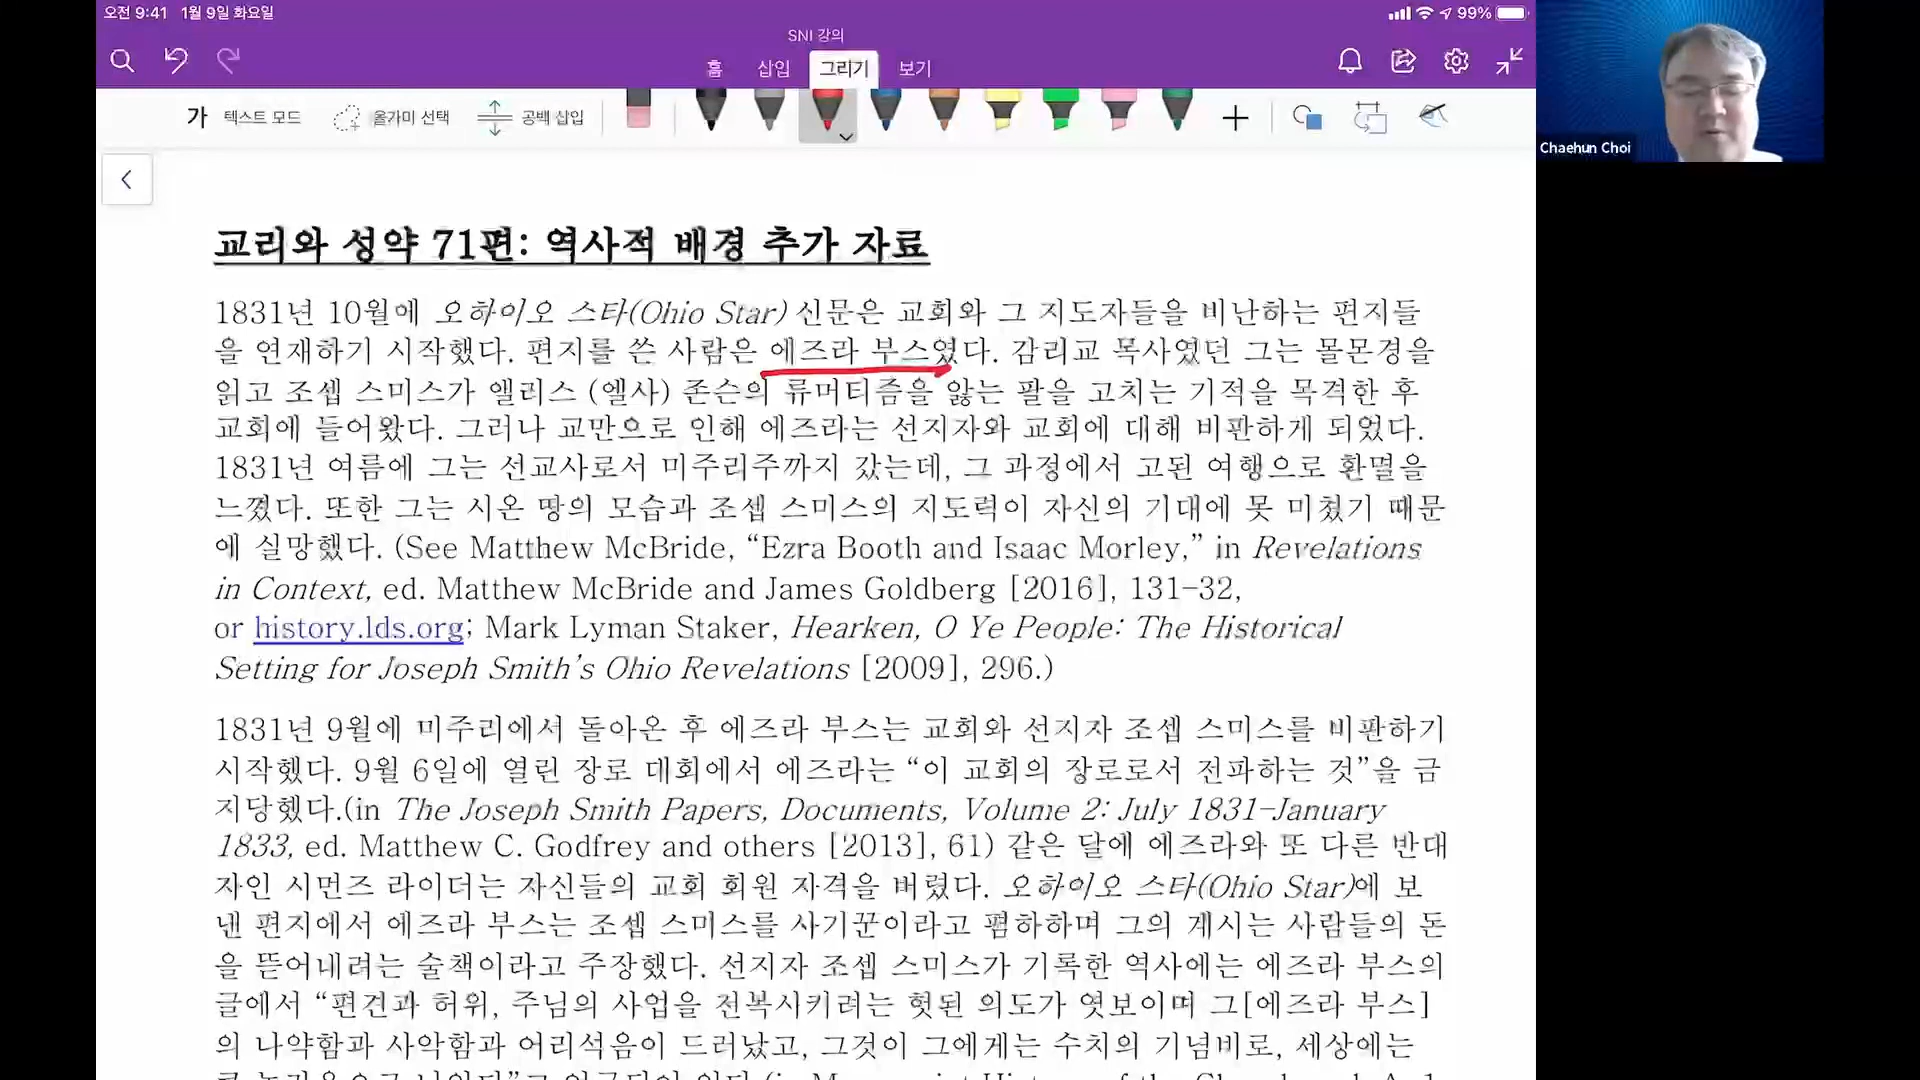 오전 9:41 1월 9일 화요일
99%
SNI 강의
홈 삽입 그리기 보기
가 텍스트 모드 올가미 선택 공백 삽입
Chaehun Choi
교리와 성약 71편: 역사적 배경 추가 자료
1831년 10월에 오하이오 스타(Ohio Star) 신문은 교회와 그 지도자들을 비난하는 편지들
을 연재하기 시작했다. 편지를 쓴 사람은 에즈라 부스였다. 감리교 목사였던 그는 몰몬경을
읽고 조셉 스미스가 앨리스 (엘사) 존슨의 류머티즘을 앓는 팔을 고치는 기적을 목격한 후
교회에 들어왔다. 그러나 교만으로 인해 에즈라는 선지자와 교회에 대해 비판하게 되었다.
1831년 여름에 그는 선교사로서 미주리주까지 갔는데, 그 과정에서 고된 여행으로 환멸을
느꼈다. 또한 그는 시온 땅의 모습과 조셉 스미스의 지도력이 자신의 기대에 못 미쳤기 때문
에 실망했다. (See Matthew McBride, “Ezra Booth and Isaac Morley,” in Revelations
in Context, ed. Matthew McBride and James Goldberg [2016], 131–32,
or history.lds.org; Mark Lyman Staker, Hearken, O Ye People: The Historical
Setting for Joseph Smith’s Ohio Revelations [2009], 296.)
1831년 9월에 미주리에서 돌아온 후 에즈라 부스는 교회와 선지자 조셉 스미스를 비판하기
시작했다. 9월 6일에 열린 장로 대회에서 에즈라는 “이 교회의 장로로서 전파하는 것”을 금
지당했다.(in The Joseph Smith Papers, Documents, Volume 2: July 1831–January
1833, ed. Matthew C. Godfrey and others [2013], 61) 같은 달에 에즈라와 또 다른 반대
자인 시먼즈 라이더는 자신들의 교회 회원 자격을 버렸다. 오하이오 스타(Ohio Star)에 보
낸 편지에서 에즈라 부스는 조셉 스미스를 사기꾼이라고 폄하하며 그의 계시는 사람들의 돈
을 뜯어내려는 술책이라고 주장했다. 선지자 조셉 스미스가 기록한 역사에는 에즈라 부스의
글에서 “편견과 허위, 주님의 사업을 전복시키려는 헛된 의도가 엿보이며 그[에즈라 부스]
의 나약함과 사악함과 어리석음이 드러났고, 그것이 그에게는 수치의 기념비로, 세상에는